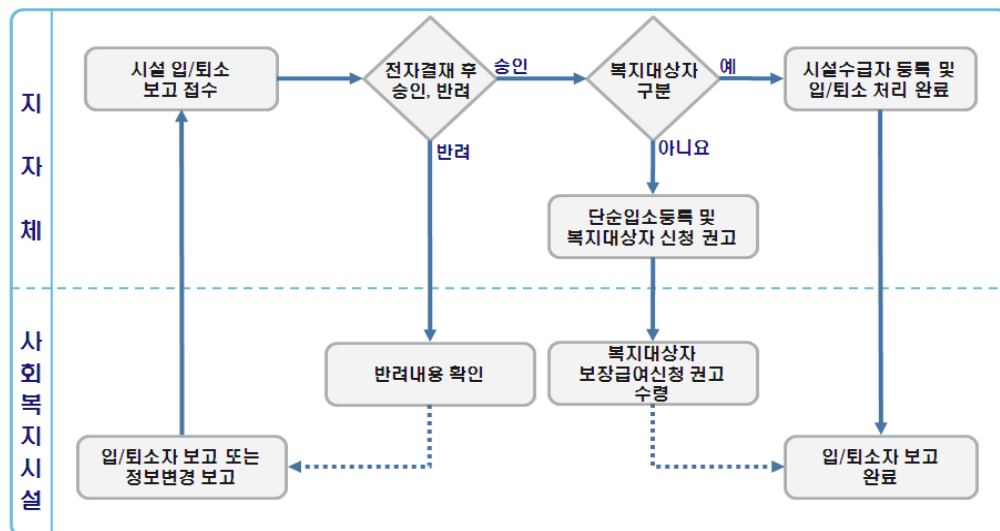 지자체
시설 입/퇴소
보고 접수
전자결재 후
승인, 반려
승인
복지대상자
구분
예
시설수급자 등록 및
입/퇴소 처리 완료
반려
아니요
단순입소등록 및
복지대상자 신청 권고
사회복지시설
반려내용 확인
복지대상자
보장급여신청 권고
수령
입/퇴소자 보고 또는
정보변경 보고
입/퇴소자 보고
완료